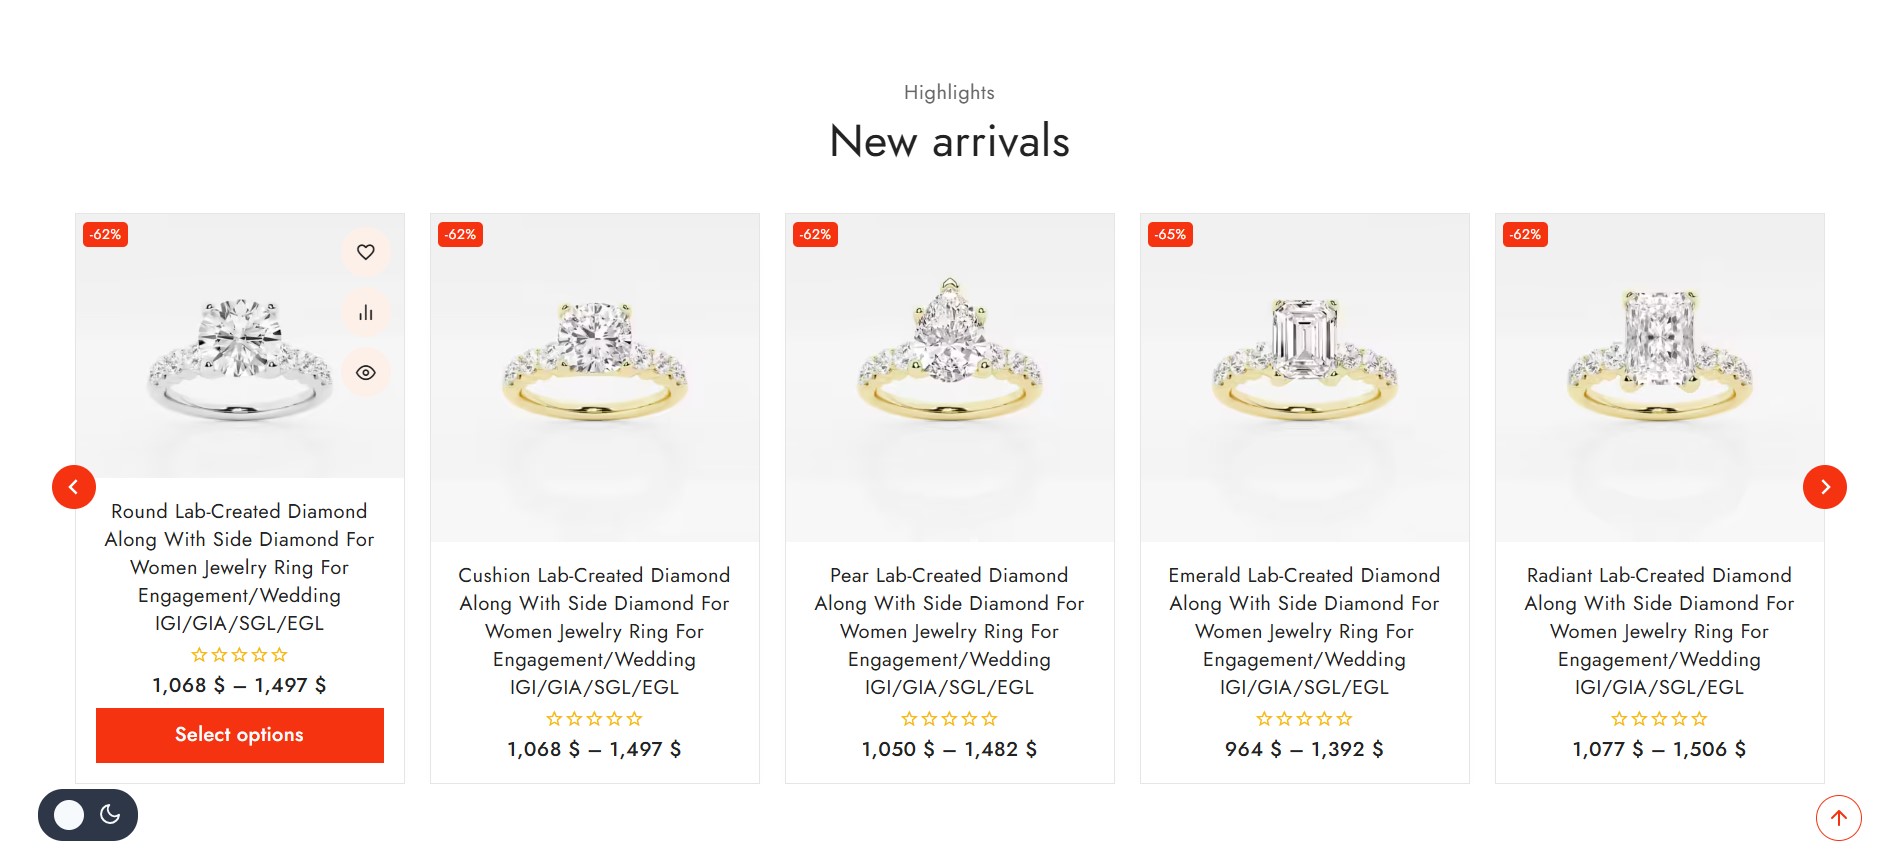 Highlights
New arrivals
-62%
Round Lab-Created Diamond
Along With Side Diamond For
Women Jewelry Ring For
Engagement/Wedding
IGI/GIA/SGL/EGL
1,068 $ – 1,497 $
Select options
-62%
Cushion Lab-Created Diamond
Along With Side Diamond For
Women Jewelry Ring For
Engagement/Wedding
IGI/GIA/SGL/EGL
1,068 $ – 1,497 $
-62%
Pear Lab-Created Diamond
Along With Side Diamond For
Women Jewelry Ring For
Engagement/Wedding
IGI/GIA/SGL/EGL
1,050 $ – 1,482 $
-65%
Emerald Lab-Created Diamond
Along With Side Diamond For
Women Jewelry Ring For
Engagement/Wedding
IGI/GIA/SGL/EGL
964 $ – 1,392 $
-62%
Radiant Lab-Created Diamond
Along With Side Diamond For
Women Jewelry Ring For
Engagement/Wedding
IGI/GIA/SGL/EGL
1,077 $ – 1,506 $